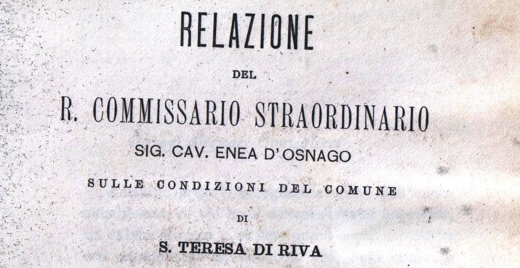 RELAZIONE
DEL
R. COMMISSARIO STRAORDINARIO
SIG. CAV. ENEA D'OSNAGO
SULLE CONDIZIONI DEL COMUNE
DI
S. TERESA DI RIVA